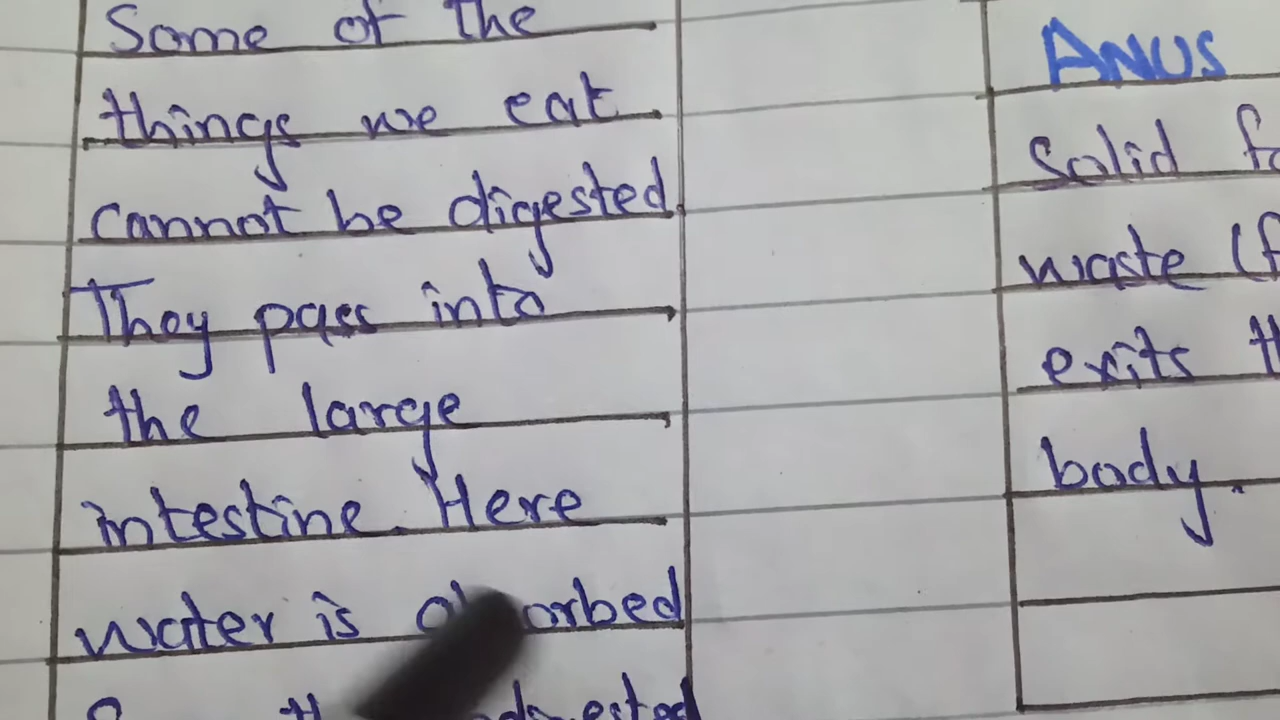 Some of the
things we eat
cannot be digested
They pass into
the large
intestine. Here
water is
ANUS
Solid
waste
exits
body.